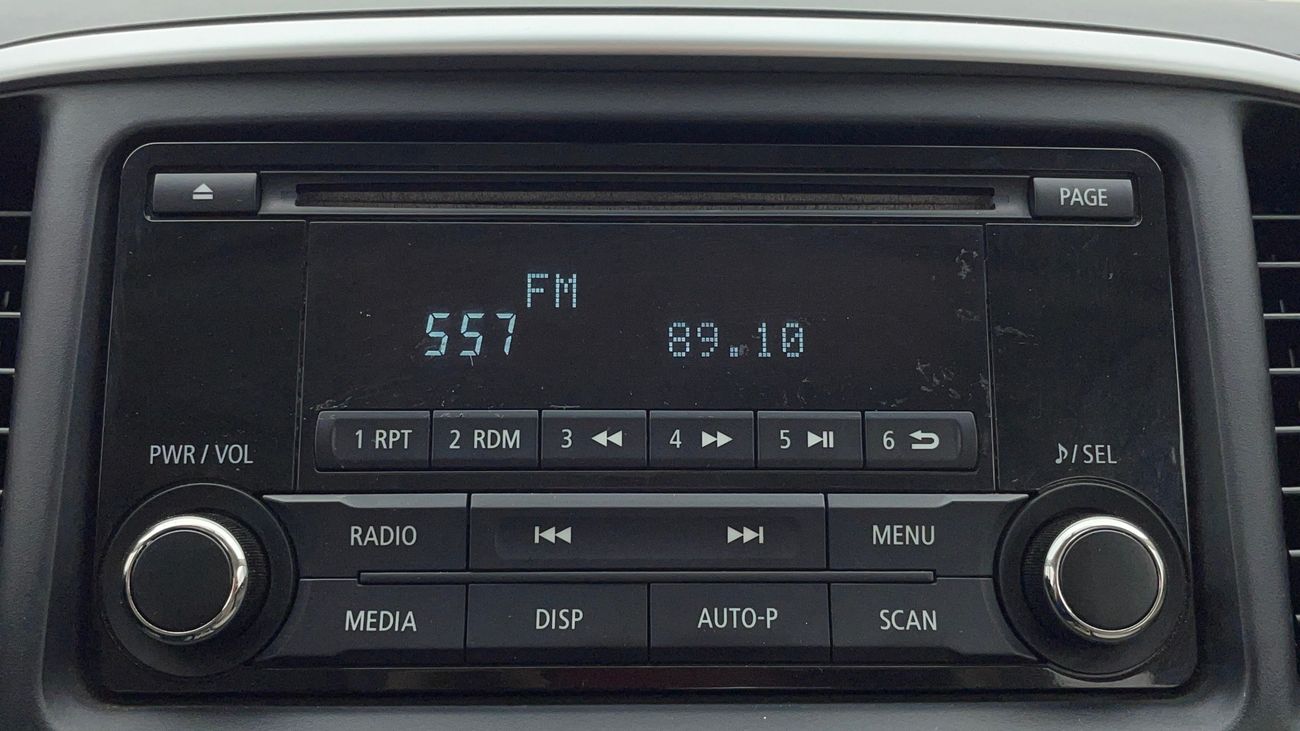 PAGE
FM
557 89.10
1 RPT 2 RDM 3 4 5 6
PWR / VOL
♪/ SEL
RADIO MENU
MEDIA DISP AUTO-P SCAN